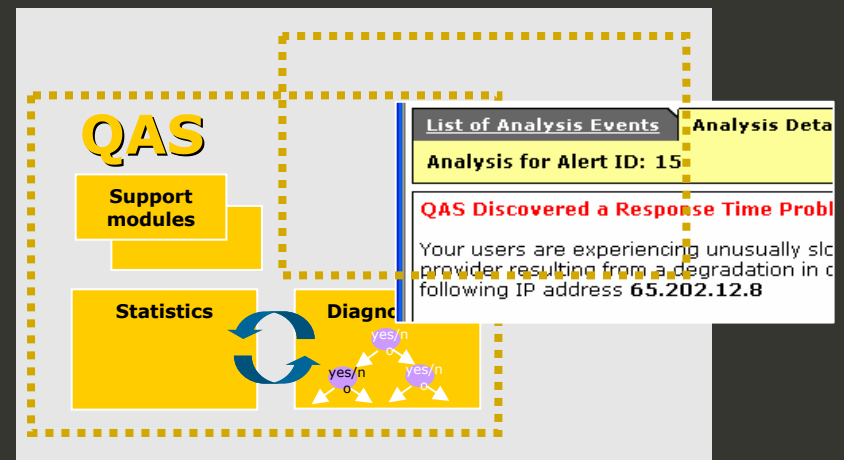 QAS
Support
modules
Statistics
Diagno
yes/n
o
yes/n
o
yes/n
o
List of Analysis Events
Analysis Deta
Analysis for Alert ID: 15
QAS Discovered a Response Time Probl
Your users are experiencing unusually slo
provider resulting from a degradation in c
following IP address 65.202.12.8